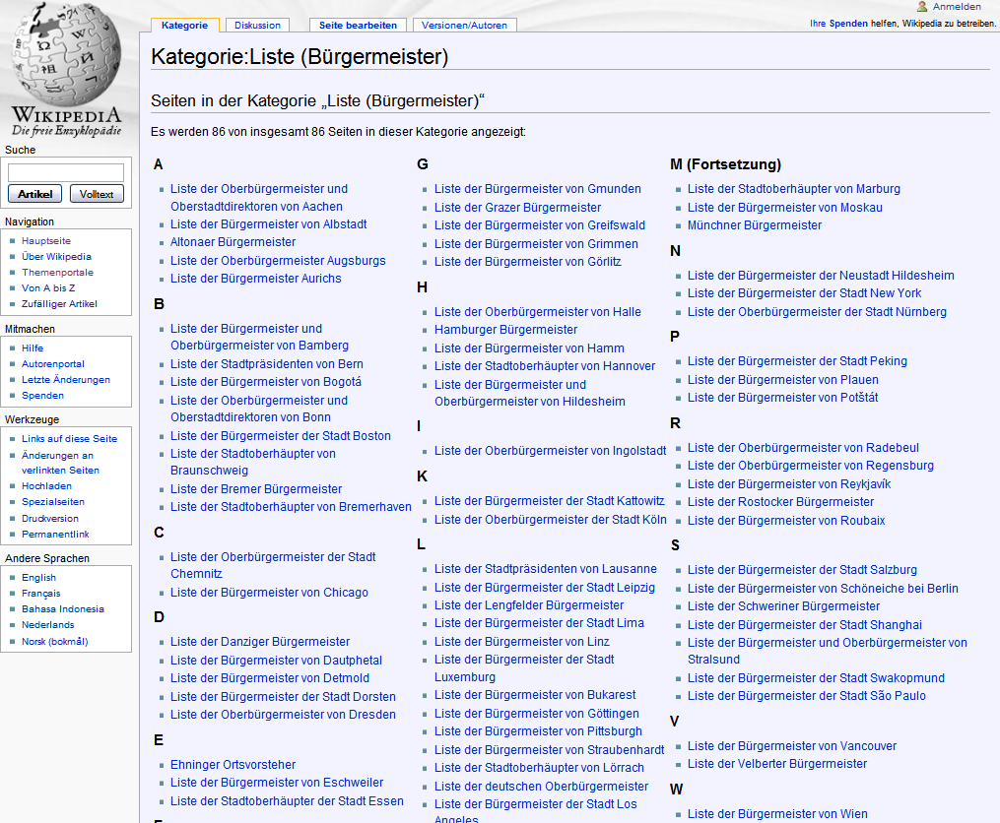 Anmelden
Kategorie
Diskussion
Seite bearbeiten
Versionen/Autoren
Ihre Spenden helfen, Wikipedia zu betreiben.
WIKIPEDIA
Die freie Enzyklopädie
Suche
Artikel
Volltext
Navigation
Hauptseite
Über Wikipedia
Themenportale
Von A bis Z
Zufälliger Artikel
Mitmachen
Hilfe
Autorenportal
Letzte Änderungen
Spenden
Werkzeuge
Links auf diese Seite
Änderungen an
verlinkten Seiten
Hochladen
Spezialseiten
Druckversion
Permanentlink
Andere Sprachen
English
Français
Bahasa Indonesia
Nederlands
Norsk (bokmål)
Kategorie:Liste (Bürgermeister)
Seiten in der Kategorie „Liste (Bürgermeister)“
Es werden 86 von insgesamt 86 Seiten in dieser Kategorie angezeigt:
A
Liste der Oberbürgermeister und
Oberstadtdirektoren von Aachen
Liste der Bürgermeister von Albstadt
Altonaer Bürgermeister
Liste der Oberbürgermeister Augsburgs
Liste der Bürgermeister Aurichs
B
Liste der Bürgermeister und
Oberbürgermeister von Bamberg
Liste der Stadtpräsidenten von Bern
Liste der Bürgermeister von Bogotá
Liste der Oberbürgermeister und
Oberstadtdirektoren von Bonn
Liste der Bürgermeister der Stadt Boston
Liste der Stadtoberhäupter von
Braunschweig
Liste der Bremer Bürgermeister
Liste der Stadtoberhäupter von Bremerhaven
C
Liste der Oberbürgermeister der Stadt
Chemnitz
Liste der Bürgermeister von Chicago
D
Liste der Danziger Bürgermeister
Liste der Bürgermeister von Dautphetal
Liste der Bürgermeister von Detmold
Liste der Bürgermeister der Stadt Dorsten
Liste der Oberbürgermeister von Dresden
E
Ehninger Ortsvorsteher
Liste der Bürgermeister von Eschweiler
Liste der Stadtoberhäupter der Stadt Essen
G
Liste der Bürgermeister von Gmunden
Liste der Grazer Bürgermeister
Liste der Bürgermeister von Greifswald
Liste der Bürgermeister von Grimmen
Liste der Bürgermeister von Görlitz
H
Liste der Oberbürgermeister von Halle
Hamburger Bürgermeister
Liste der Bürgermeister von Hamm
Liste der Stadtoberhäupter von Hannover
Liste der Bürgermeister und
Oberbürgermeister von Hildesheim
I
Liste der Oberbürgermeister von Ingolstadt
K
Liste der Bürgermeister der Stadt Kattowitz
Liste der Oberbürgermeister der Stadt Köln
L
Liste der Stadtpräsidenten von Lausanne
Liste der Bürgermeister der Stadt Leipzig
Liste der Lengfelder Bürgermeister
Liste der Bürgermeister der Stadt Lima
Liste der Bürgermeister von Linz
Liste der Bürgermeister der Stadt
Luxemburg
Liste der Bürgermeister von Bukarest
Liste der Bürgermeister von Göttingen
Liste der Bürgermeister von Pittsburgh
Liste der Bürgermeister von Straubenhardt
Liste der Stadtoberhäupter von Lörrach
Liste der deutschen Oberbürgermeister
Liste der Bürgermeister der Stadt Los
Angeles
M (Fortsetzung)
Liste der Stadtoberhäupter von Marburg
Liste der Bürgermeister von Moskau
Münchner Bürgermeister
N
Liste der Bürgermeister der Neustadt Hildesheim
Liste der Bürgermeister der Stadt New York
Liste der Oberbürgermeister der Stadt Nürnberg
P
Liste der Bürgermeister der Stadt Peking
Liste der Bürgermeister von Plauen
Liste der Bürgermeister von Potštát
R
Liste der Oberbürgermeister von Radebeul
Liste der Oberbürgermeister von Regensburg
Liste der Bürgermeister von Reykjavík
Liste der Rostocker Bürgermeister
Liste der Bürgermeister von Roubaix
S
Liste der Bürgermeister der Stadt Salzburg
Liste der Bürgermeister von Schöneiche bei Berlin
Liste der Schweriner Bürgermeister
Liste der Bürgermeister der Stadt Shanghai
Liste der Bürgermeister und Oberbürgermeister von
Stralsund
Liste der Bürgermeister der Stadt Swakopmund
Liste der Bürgermeister der Stadt São Paulo
V
Liste der Bürgermeister von Vancouver
Liste der Velberter Bürgermeister
W
Liste der Bürgermeister von Wien